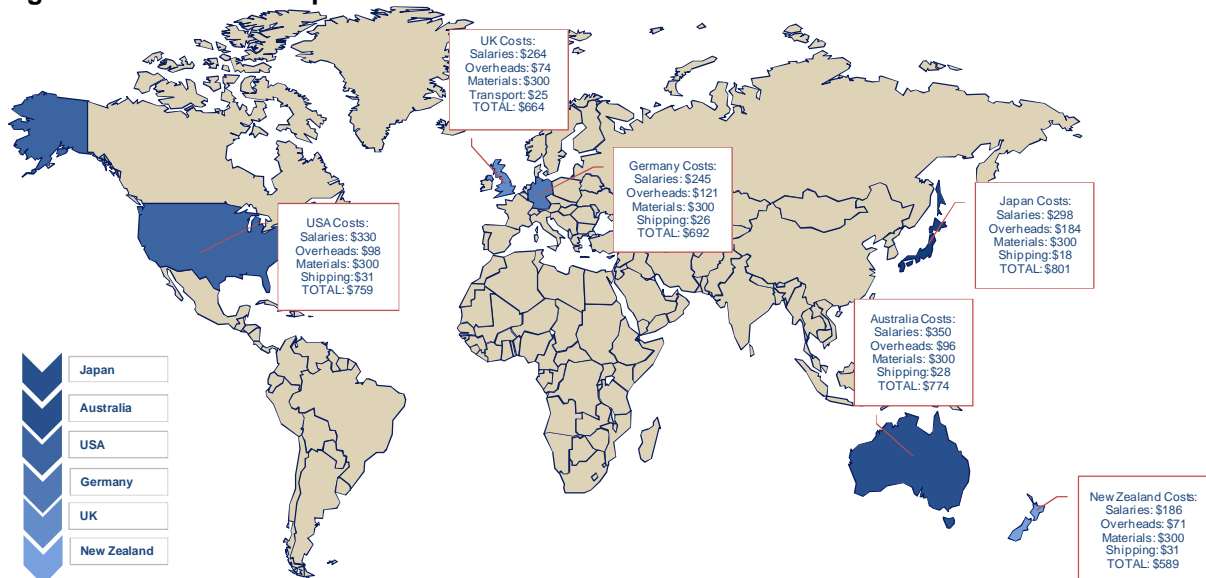 UK Costs:
Salaries: $264
Overheads: $74
Materials: $300
Transport: $25
TOTAL: $664
Germany Costs:
Salaries: $245
Overheads: $121
Materials: $300
Shipping: $26
TOTAL: $692
Japan Costs:
Salaries: $298
Overheads: $184
Materials: $300
Shipping: $18
TOTAL: $801
USA Costs:
Salaries: $330
Overheads: $98
Materials: $300
Shipping: $31
TOTAL: $759
Australia Costs:
Salaries: $350
Overheads: $96
Materials: $300
Shipping: $28
TOTAL: $774
Japan
Australia
USA
Germany
UK
New Zealand
New Zealand Costs:
Salaries: $186
Overheads: $71
Materials: $300
Shipping: $31
TOTAL: $589